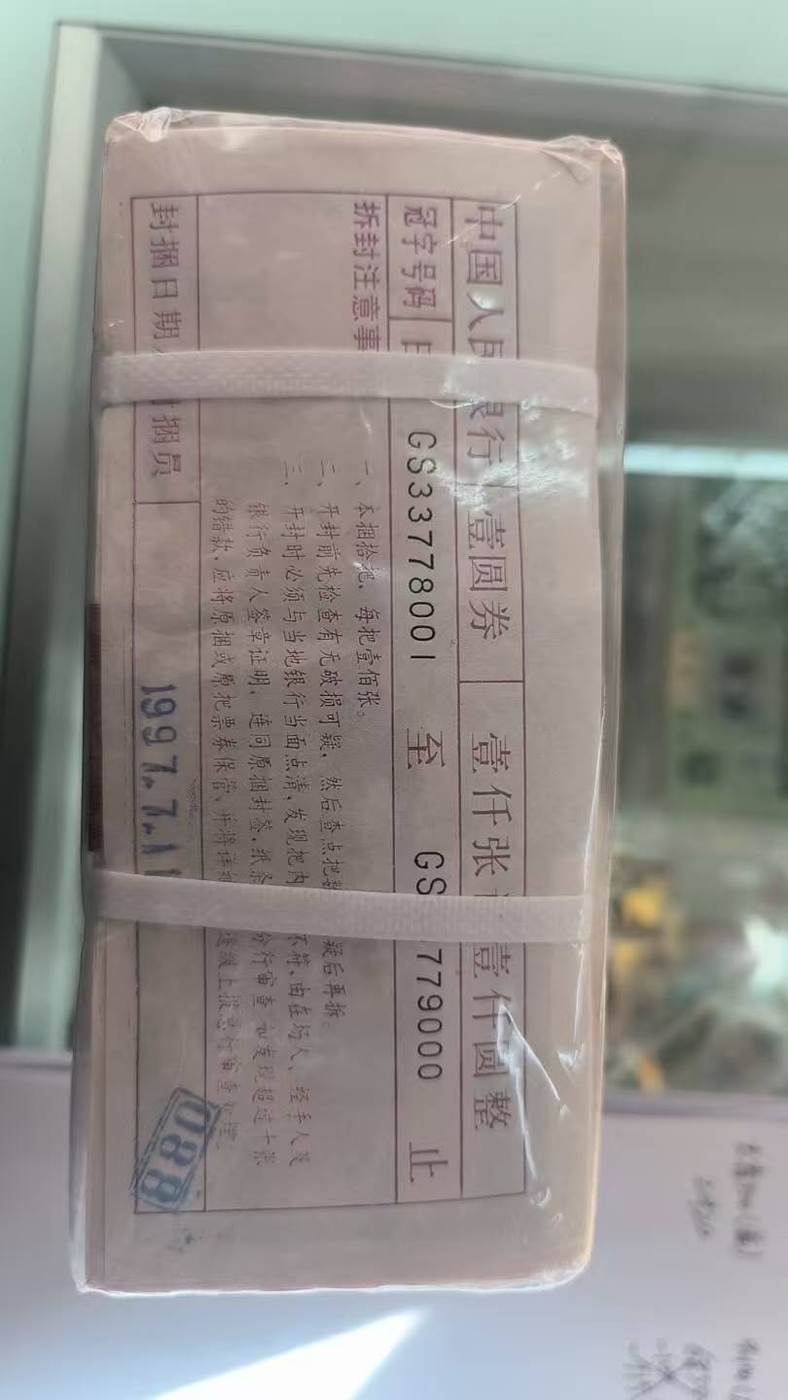 中国人民银行 壹圆券 壹仟张 壹仟圆整
冠字号码 自 GS33778001 至 GS 779000 止
拆封注意事
一、本捆拾把，每把壹佰张。
二、开封前先检查有无破损可疑，然后查点把数 疑后再拆。
三、开封时必须与当地银行当面点清，发现把内 不符，由在场人、经手人及
银行负责人签章证明，连同原捆封签，纸条 分行审查 如发现超过十张
的错款，应将原捆或原把票券保管，并将详细 逐级上报总行审查处理
封捆日期 封捆员 1997.7.1
088